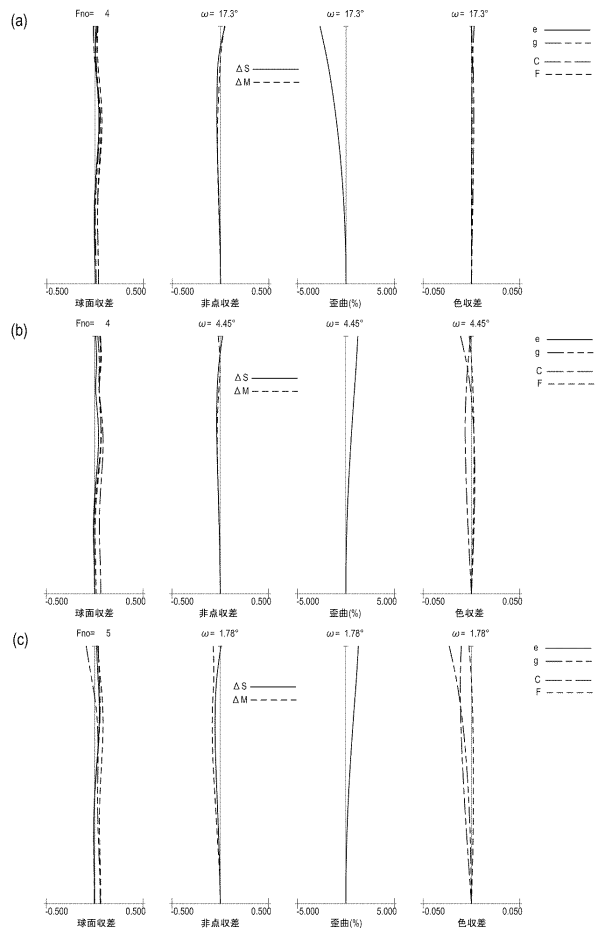 (a)
Fno= 4
ω= 17.3°
ω= 17.3°
ω= 17.3°
e
g
C
F
ΔS
ΔM
-0.500 0.500
-0.500 0.500
-5.000 5.000
-0.050 0.050
球面収差
非点収差
歪曲(%)
色収差
(b)
Fno= 4
ω= 4.45°
ω= 4.45°
ω= 4.45°
e
g
C
F
ΔS
ΔM
-0.500 0.500
-0.500 0.500
-5.000 5.000
-0.050 0.050
球面収差
非点収差
歪曲(%)
色収差
(c)
Fno= 5
ω= 1.78°
ω= 1.78°
ω= 1.78°
e
g
C
F
ΔS
ΔM
-0.500 0.500
-0.500 0.500
-5.000 5.000
-0.050 0.050
球面収差
非点収差
歪曲(%)
色収差